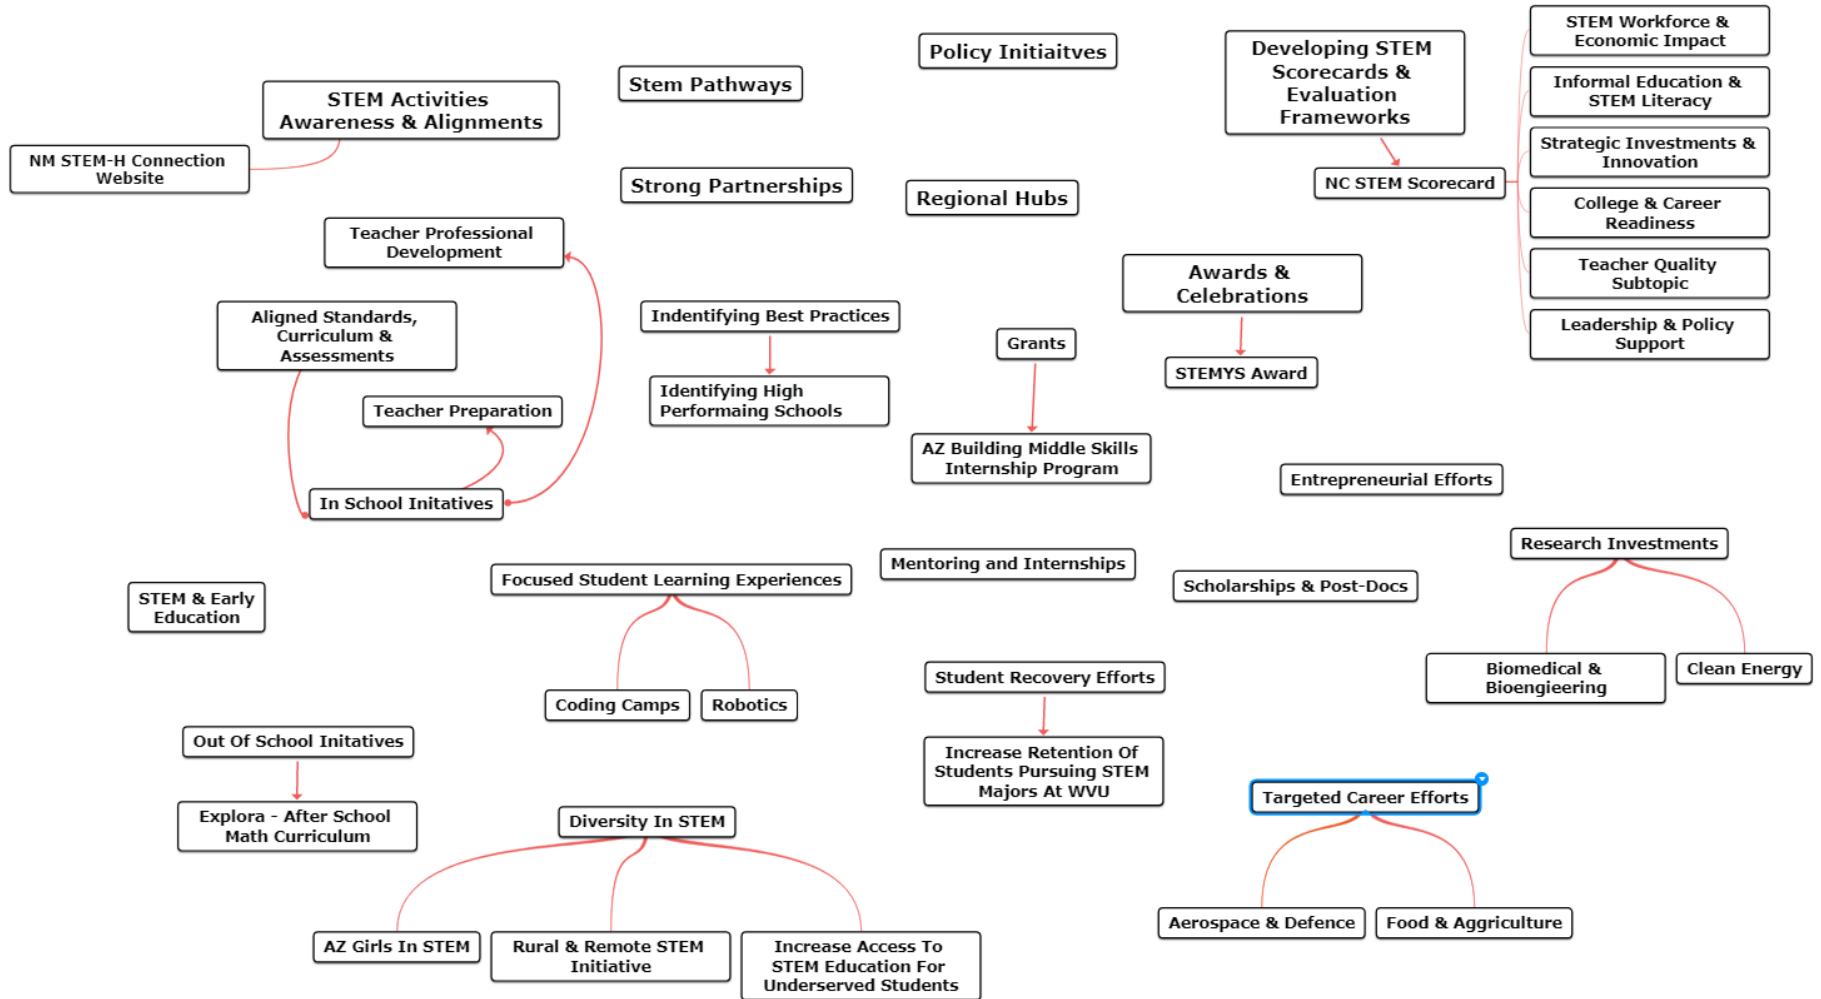 Policy Initiaitves
Stem Pathways
STEM Activities
Awareness & Alignments
NM STEM-H Connection
Website
Strong Partnerships
Regional Hubs
Developing STEM
Scorecards &
Evaluation
Frameworks
NC STEM Scorecard
STEM Workforce &
Economic Impact
Informal Education &
STEM Literacy
Strategic Investments &
Innovation
College & Career
Readiness
Teacher Quality
Subtopic
Leadership & Policy
Support
Teacher Professional
Development
Aligned Standards,
Curriculum &
Assessments
Teacher Preparation
In School Initatives
Indentifying Best Practices
Identifying High
Performaing Schools
Grants
AZ Building Middle Skills
Internship Program
Awards &
Celebrations
STEMYS Award
Entrepreneurial Efforts
Research Investments
Biomedical &
Bioengieering
Clean Energy
Mentoring and Internships
Scholarships & Post-Docs
Focused Student Learning Experiences
Coding Camps
Robotics
STEM & Early
Education
Student Recovery Efforts
Increase Retention Of
Students Pursuing STEM
Majors At WVU
Out Of School Initatives
Explora - After School
Math Curriculum
Diversity In STEM
AZ Girls In STEM
Rural & Remote STEM
Initiative
Increase Access To
STEM Education For
Underserved Students
Targeted Career Efforts
Aerospace & Defence
Food & Aggriculture